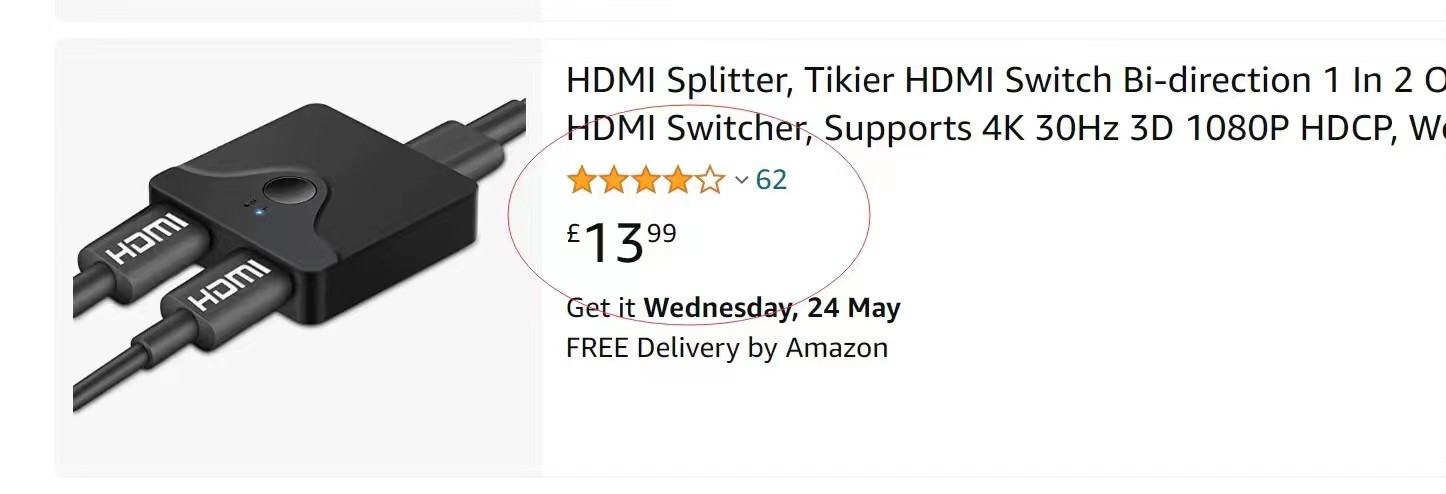 HDMI Splitter, Tikier HDMI Switch Bi-direction 1 In 2
HDMI Switcher, Supports 4K 30Hz 3D 1080P HDCP,
62
£13.99
Get it Wednesday, 24 May
FREE Delivery by Amazon
HDMI
HDMI